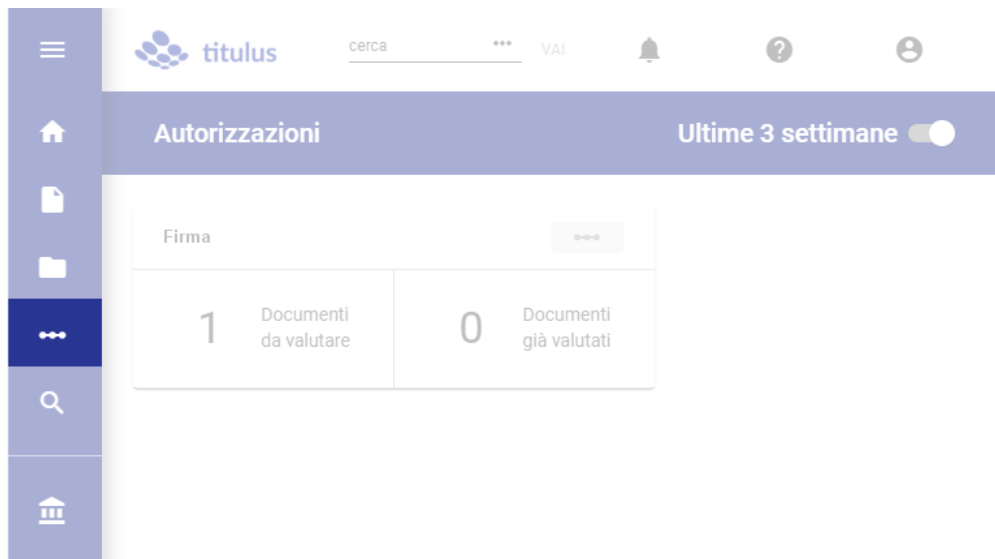 titulus
cerca
VAI
Autorizzazioni
Ultime 3 settimane
Firma
1
Documenti
da valutare
0
Documenti
già valutati